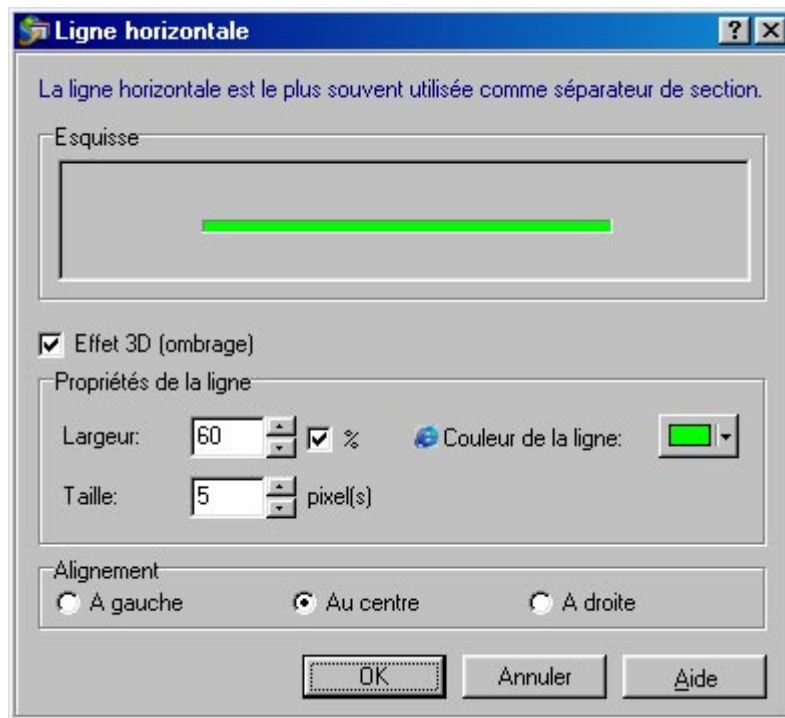 Ligne horizontale
La ligne horizontale est le plus souvent utilisée comme séparateur de section.
Esquisse
Effet 3D (ombrage)
Propriétés de la ligne
Largeur: 60 % Couleur de la ligne:
Taille: 5 pixel(s)
Alignement
A gauche Au centre A droite
OK Annuler Aide